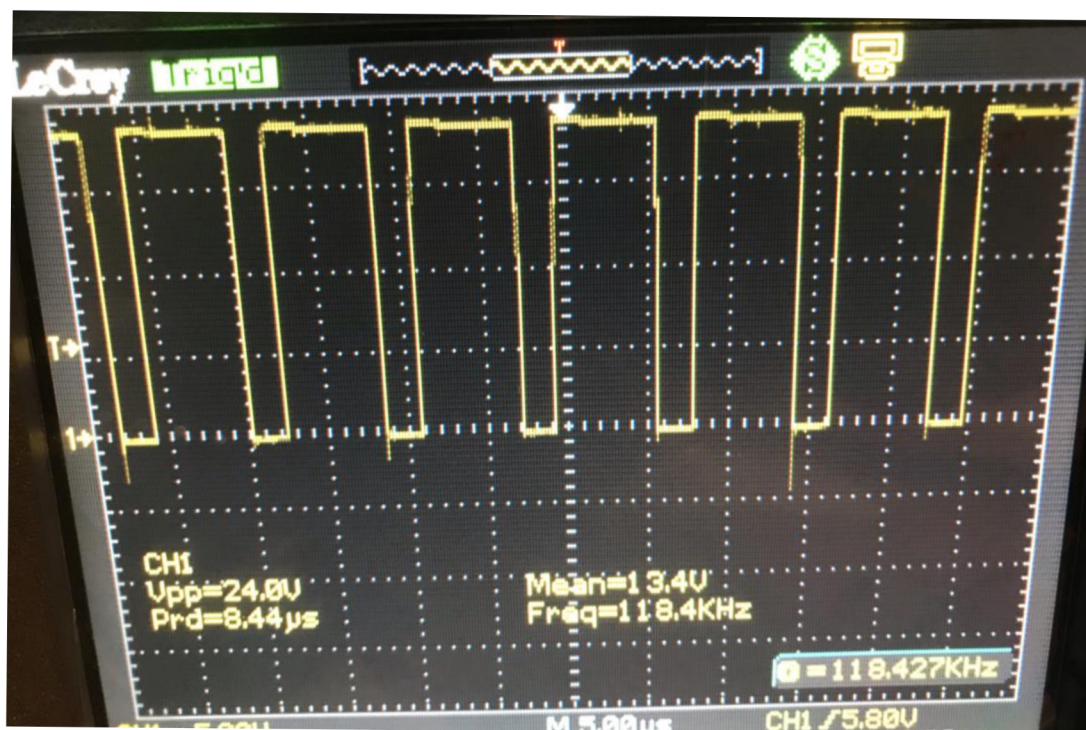 LeCroy Trig'd T S
T
1
CH1
Vpp=24.0V
Prd=8.44µs
Mean=13.4V
Freq=118.4KHz
=118.427KHz
M 5.00µs
CH1 /5.80V